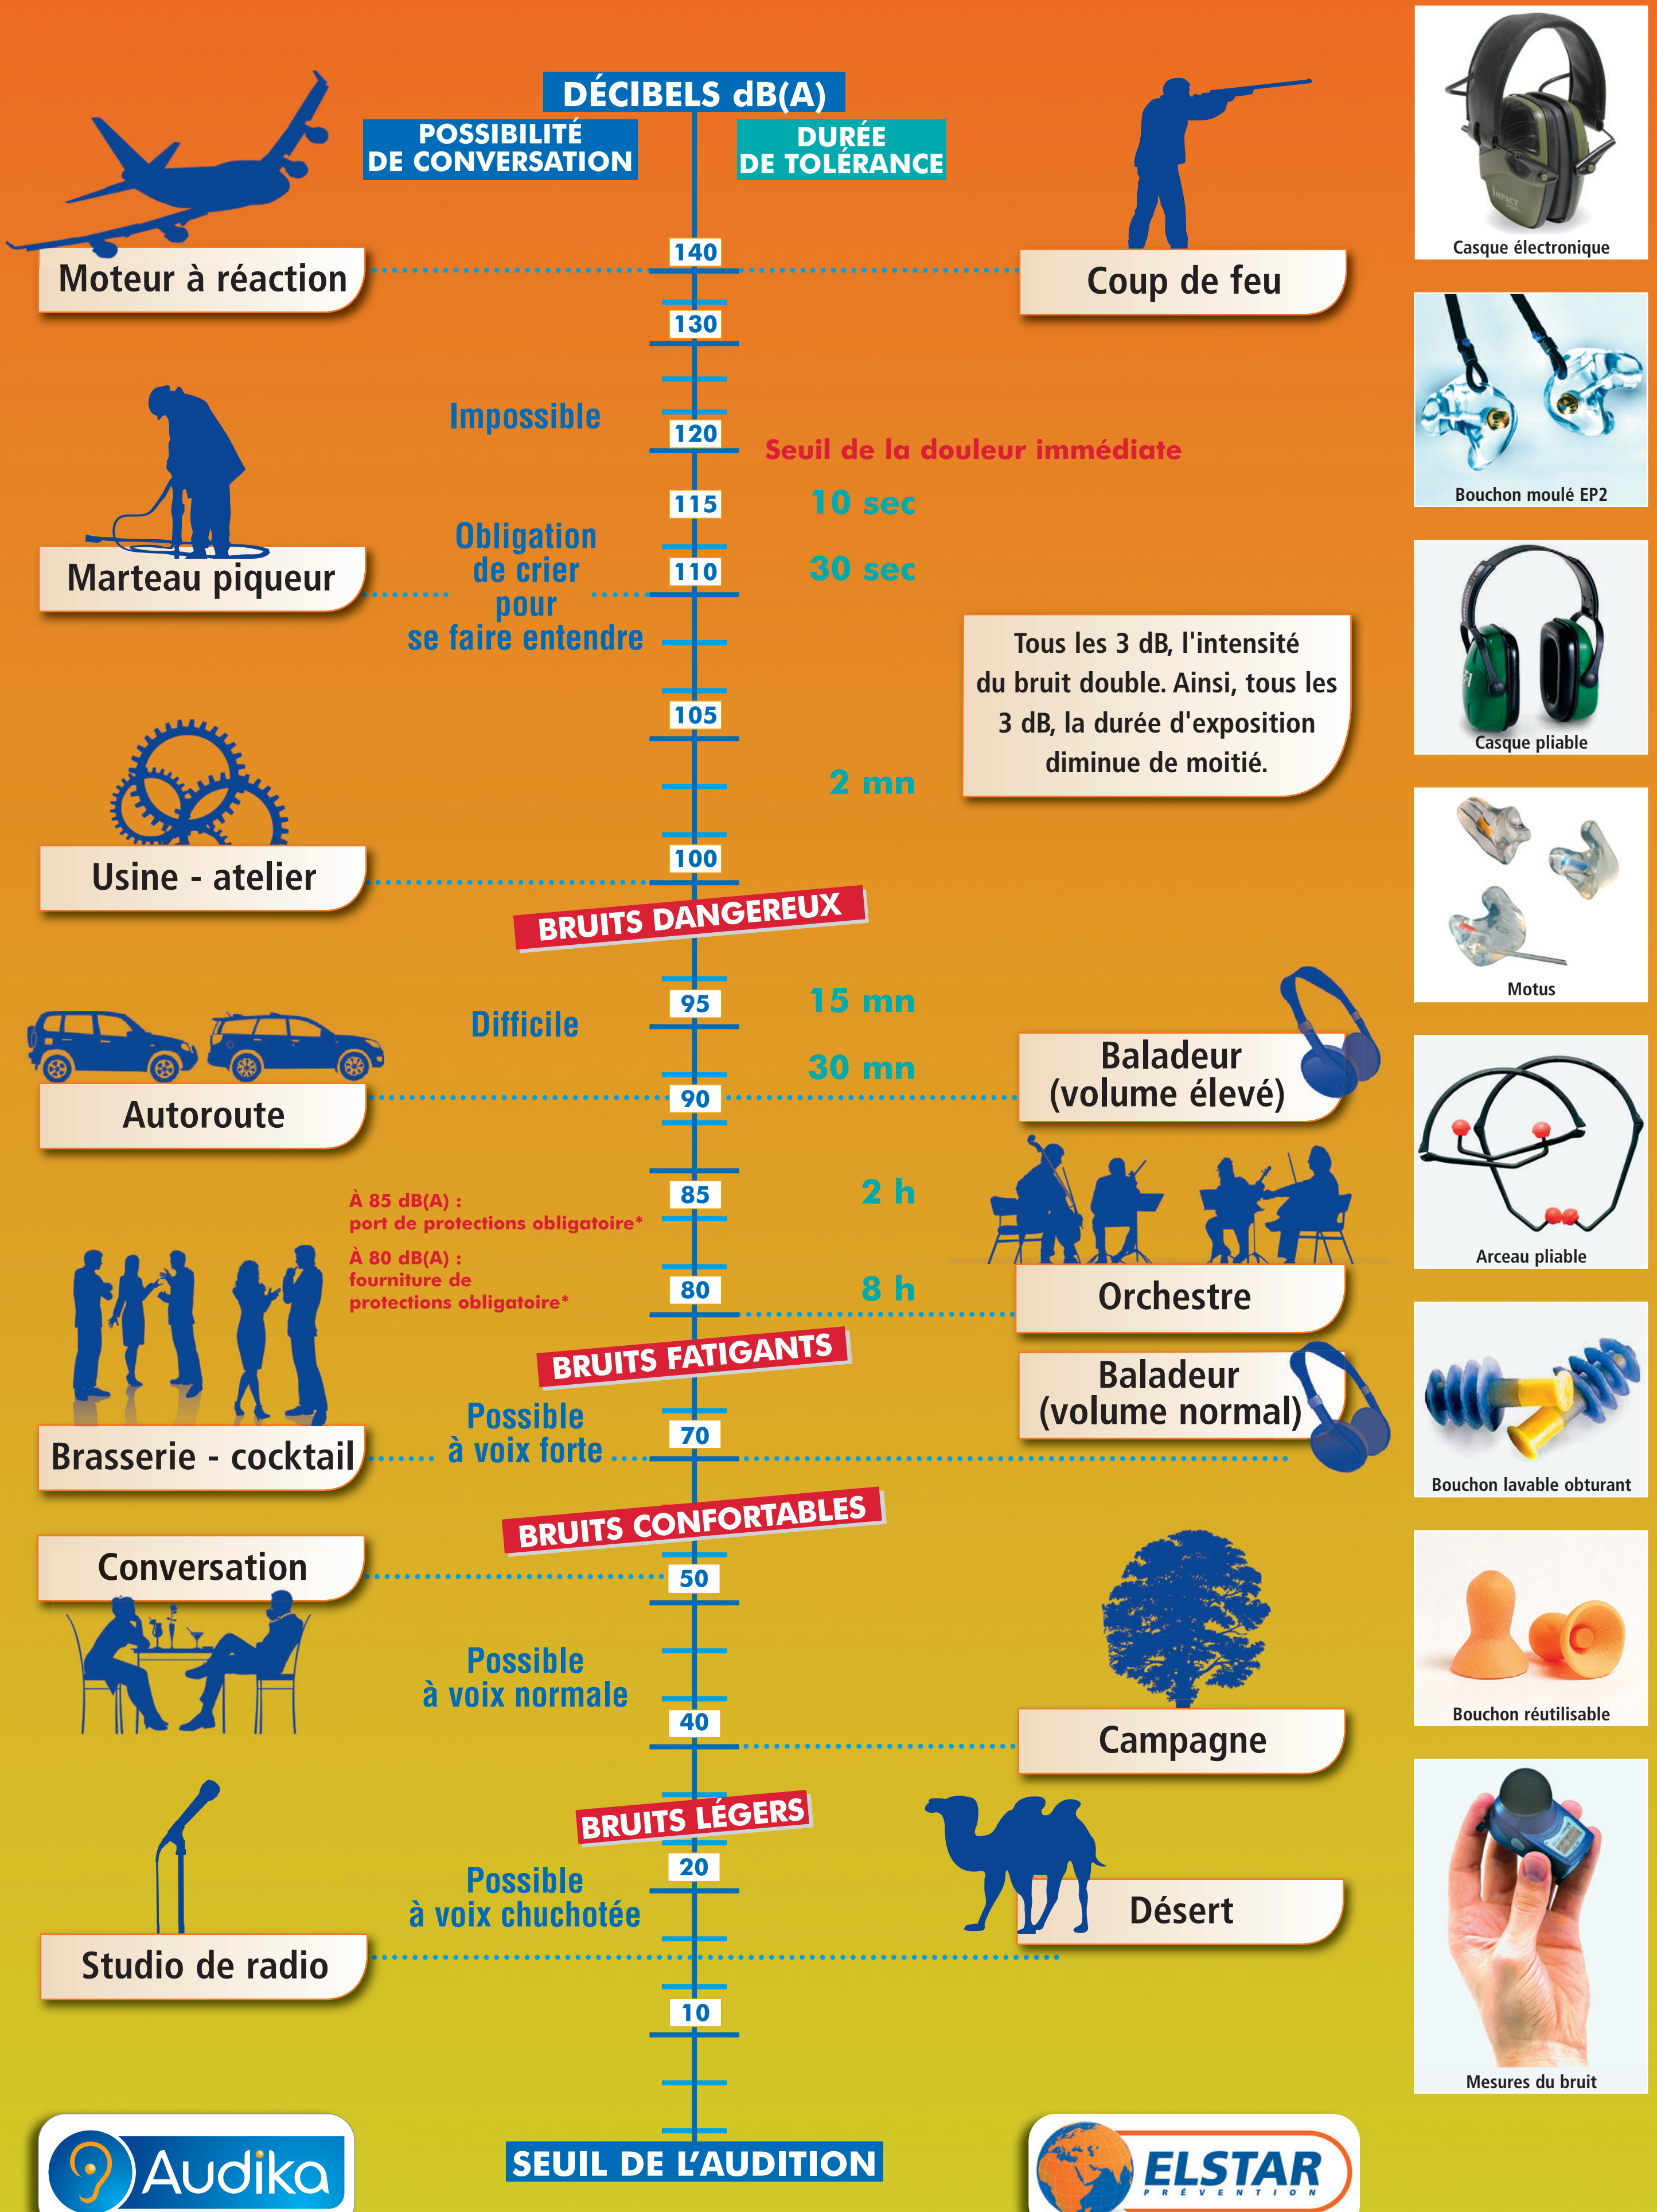 DÉCIBELS dB(A)
POSSIBILITÉ
DE CONVERSATION
DURÉE
DE TOLÉRANCE
140
Moteur à réaction
Coup de feu
130
Impossible
120
Seuil de la douleur immédiate
115
10 sec
Obligation
de crier
pour
se faire entendre
110
30 sec
Marteau piqueur
Tous les 3 dB, l'intensité
du bruit double. Ainsi, tous les
3 dB, la durée d'exposition
diminue de moitié.
105
2 mn
100
Usine - atelier
BRUITS DANGEREUX
95
15 mn
Difficile
30 mn
Baladeur
(volume élevé)
90
Autoroute
85
2 h
À 85 dB(A) :
port de protections obligatoire*
À 80 dB(A) :
fourniture de
protections obligatoire*
80
8 h
Orchestre
BRUITS FATIGANTS
Baladeur
(volume normal)
Possible
à voix forte
70
Brasserie - cocktail
BRUITS CONFORTABLES
Conversation
50
Possible
à voix normale
40
Campagne
BRUITS LÉGERS
20
Possible
à voix chuchotée
Désert
Studio de radio
10
SEUIL DE L'AUDITION
Audika
ELSTAR
PRÉVENTION
IMPACT
Casque électronique
Bouchon moulé EP2
Casque pliable
Motus
Arceau pliable
Bouchon lavable obturant
Bouchon réutilisable
Mesures du bruit